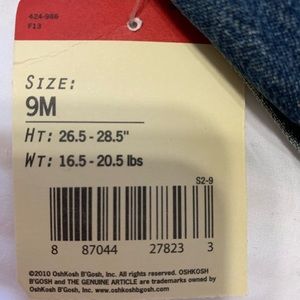 424-986
F13
SIZE:
9M
HT: 26.5 - 28.5"
WT: 16.5 - 20.5 lbs
S2-9
8 87044 27823 3
©2010 OshKosh B'Gosh, Inc. All rights reserved. OSHKOSH
B'GOSH and THE GENUINE ARTICLE are trademarks owned by
OshKosh B'Gosh, Inc. www.oshkoshbgosh.com